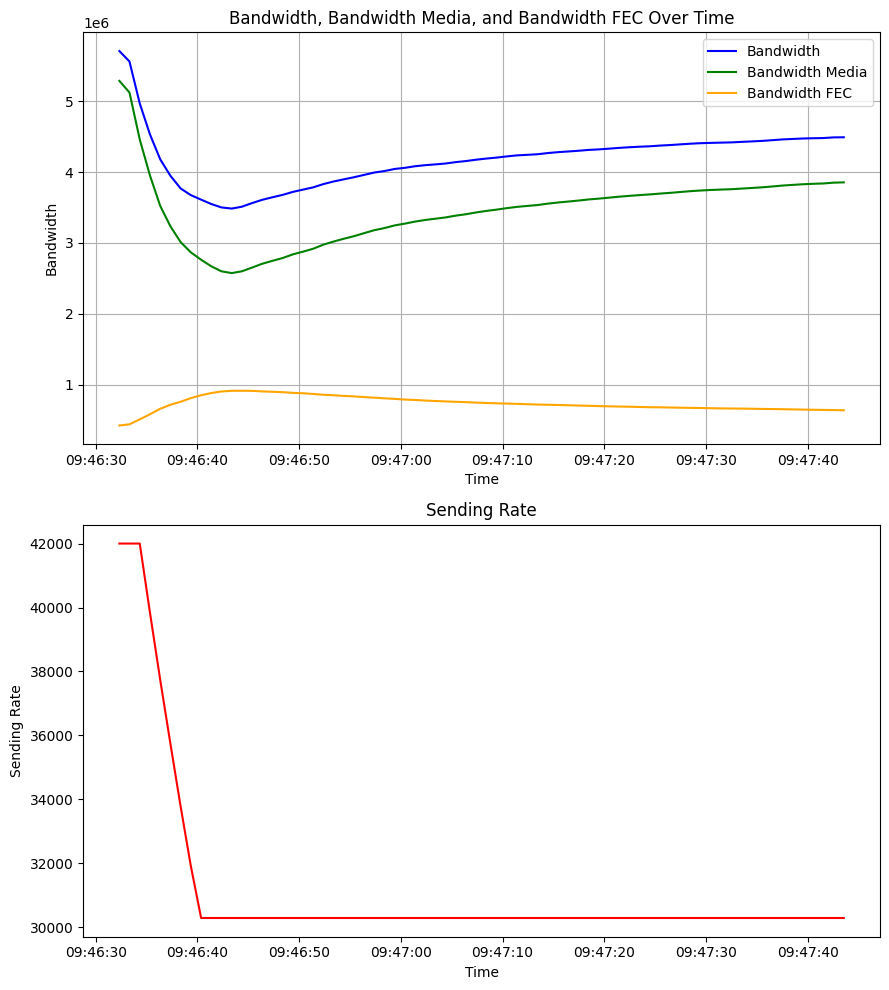 Bandwidth, Bandwidth Media, and Bandwidth FEC Over Time
1e6
Bandwidth
Bandwidth Media
Bandwidth FEC
5
4
3
2
1
Bandwidth
09:46:30 09:46:40 09:46:50 09:47:00 09:47:10 09:47:20 09:47:30 09:47:40
Time
Sending Rate
42000
40000
38000
36000
34000
32000
30000
Sending Rate
09:46:30 09:46:40 09:46:50 09:47:00 09:47:10 09:47:20 09:47:30 09:47:40
Time